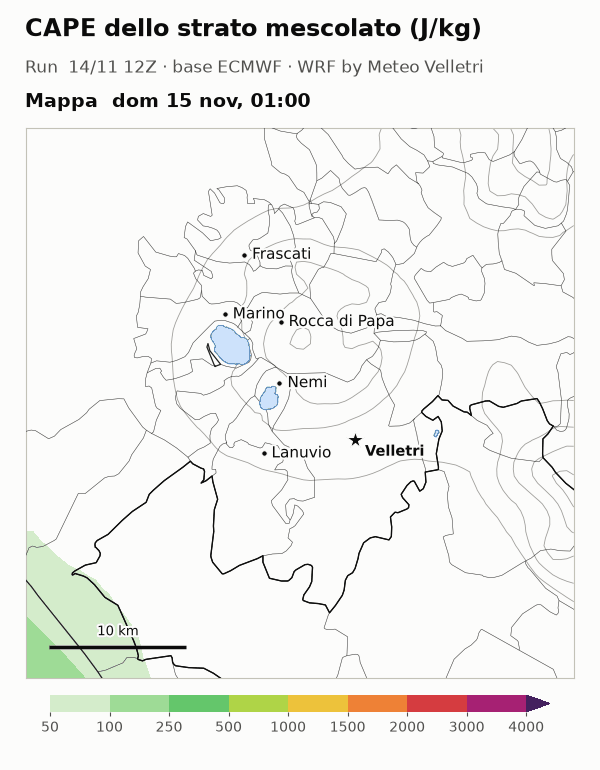 CAPE dello strato mescolato (J/kg)
Run  14/11 12Z · base ECMWF · WRF by Meteo Velletri
Mappa  dom 15 nov, 01:00
Frascati
Marino
Rocca di Papa
Nemi
Velletri
Lanuvio
10 km
50 100 250 500 1000 1500 2000 3000 4000